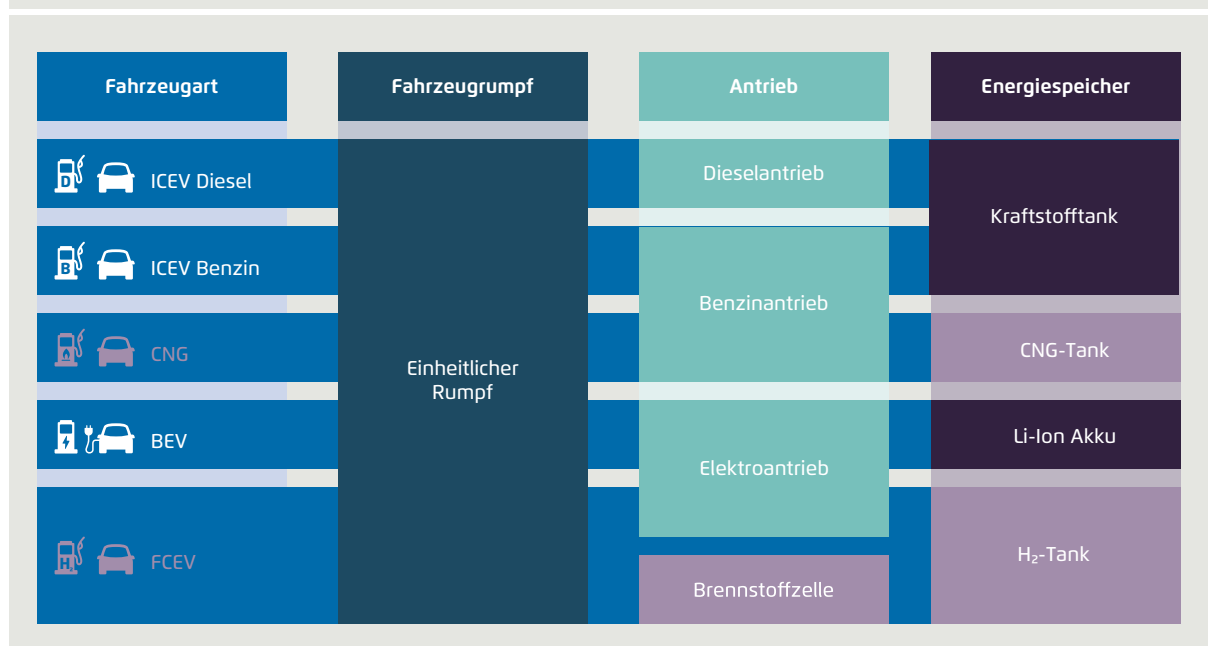 Fahrzeugart
Fahrzeugrumpf
Antrieb
Energiespeicher
D
ICEV Diesel
Dieselantrieb
Kraftstofftank
B
ICEV Benzin
Benzinantrieb
CNG
CNG-Tank
Einheitlicher
Rumpf
BEV
Li-Ion Akku
Elektroantrieb
H₂
FCEV
H₂-Tank
Brennstoffzelle